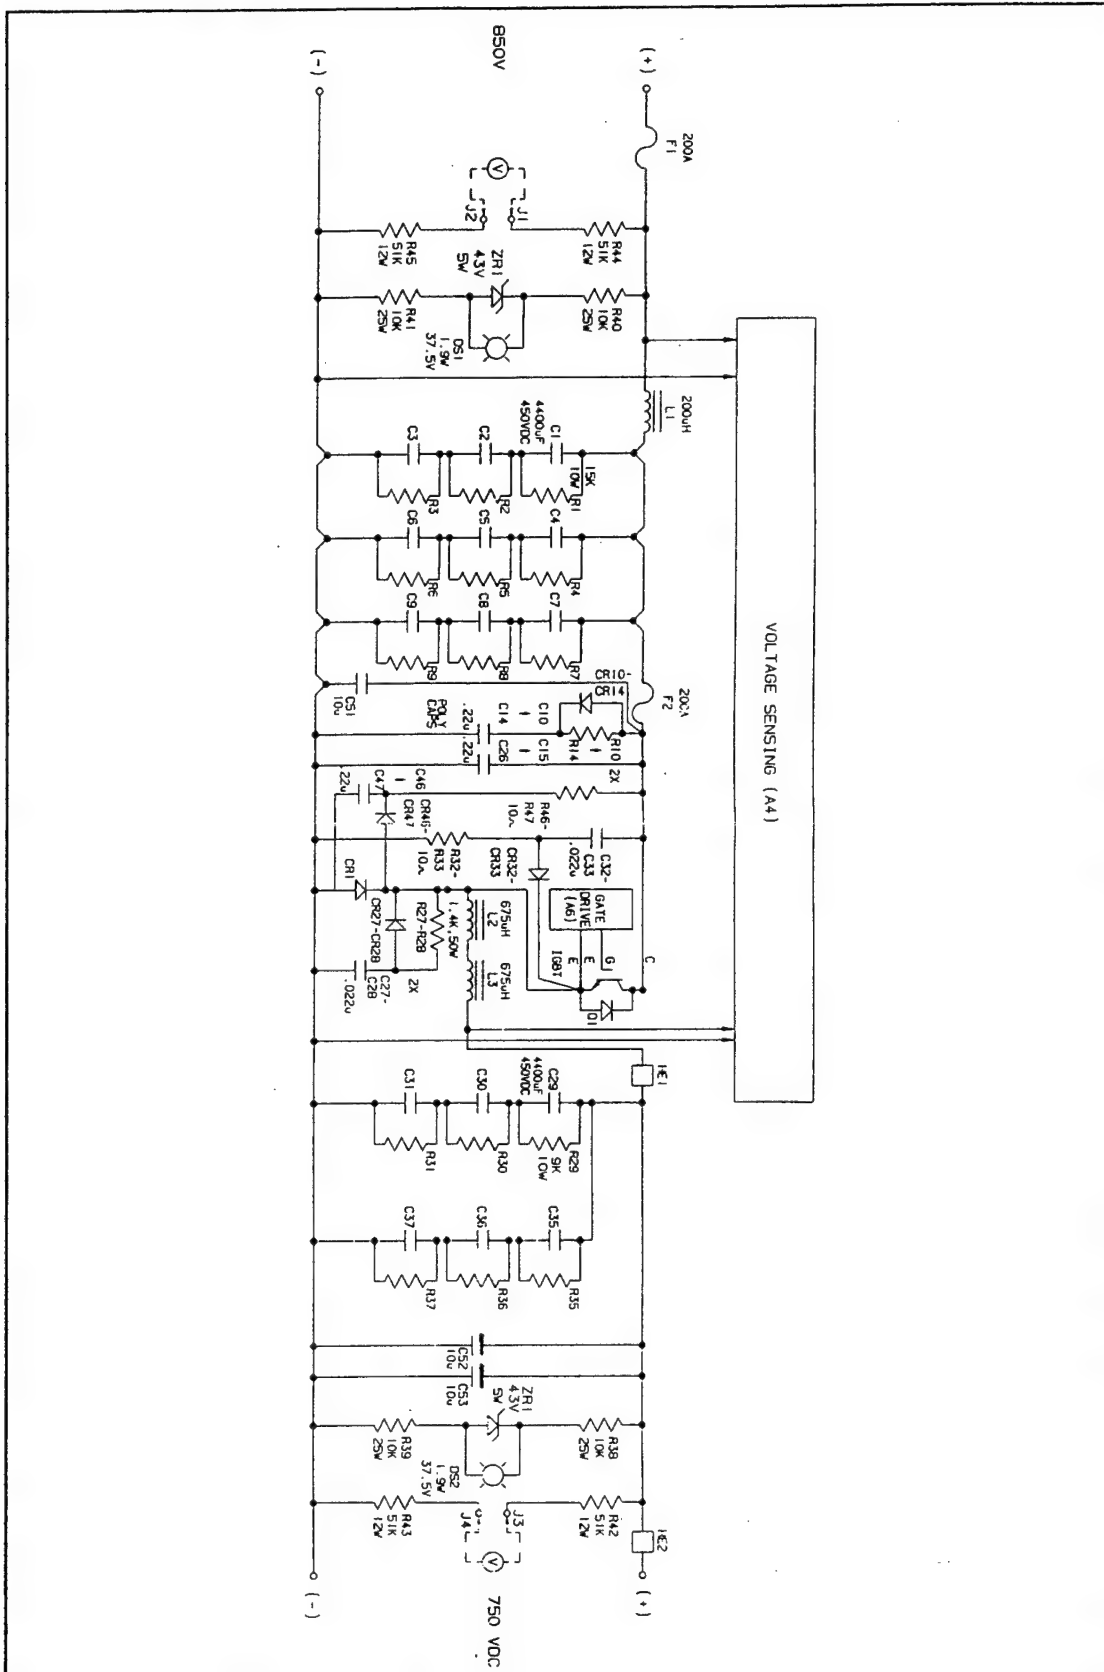 850V
(+)
(-)
200A
F1
J1
J2
V
R44
51K
12W
R45
51K
12W
ZR1
43V
5W
R40
10K
25W
R41
10K
25W
DS1
1.9W
37.5V
VOLTAGE SENSING (A4)
200uH
L1
C1
4400uF
450VDC
15K
10W
R1
C2
R2
C3
R3
C4
R4
C5
R5
C6
R6
C7
R7
C8
R8
C9
R9
200A
F2
C51
10u
CR10-
CR14
R10
R14
C10
C14
.22u
POLY
CAPS
C15
C26
.22u
2X
C46
C47
.22u
R46-
R47
10Ω
CR46-
CR47
C32-
C33
.022u
R32-
R33
10Ω
CR32-
CR33
CR1
CR27-CR28
R27-R28
1.4K,50W
C27-
C28
.022u
2X
675uH
L2
675uH
L3
GATE
DRIVE
(A6)
C
G
E
E
IGBT
Q1
HE1
C29
4400uF
450VDC
R29
9K
10W
C30
R30
C31
R31
C35
R35
C36
R36
C37
R37
C52
10u
C53
10u
ZR1
43V
5W
R38
10K
25W
R39
10K
25W
DS2
1.9W
37.5V
R42
51K
12W
R43
51K
12W
J3
J4
V
HE2
(+)
(-)
750 VDC